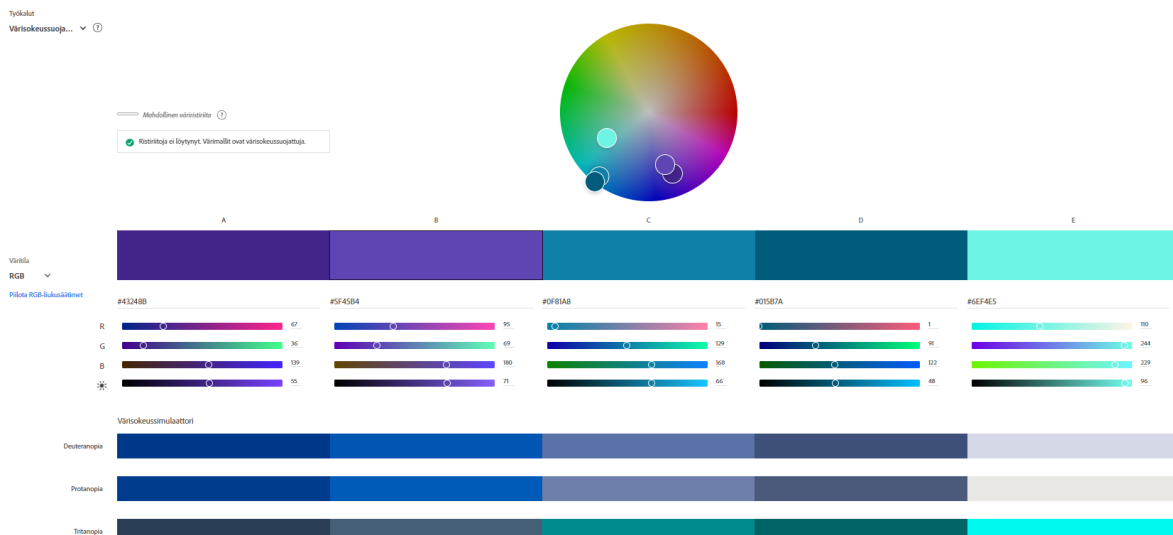 Työkalut
Värisokeussuoja...
?
Mahdollinen väriristiriita ?
Ristiriitoja ei löytynyt. Värimallit ovat värisokeussuojattuja.
A B C D E
Väritila
RGB
Piilota RGB-liukusäätimet
#43248B #5F45B4 #0F81A8 #015B7A #6EF4E5
R 67 95 15 1 110
G 36 69 129 91 244
B 139 180 168 122 229
55 71 66 48 96
Värisokeussimulaattori
Deuteranopia
Protanopia
Tritanopia